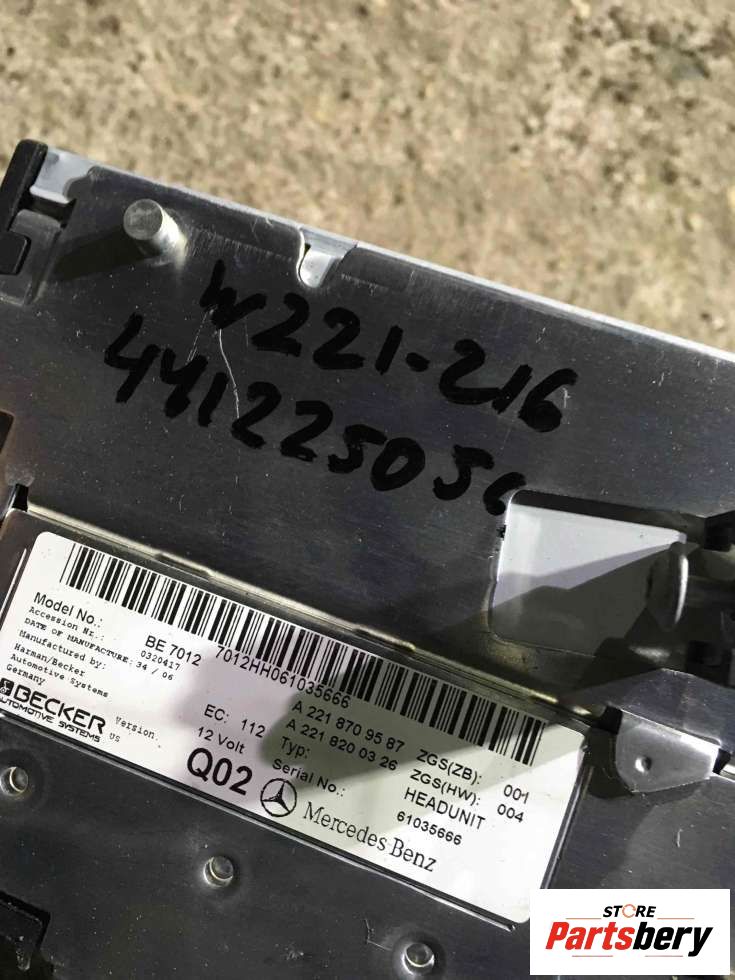 W221-216
441225056
7012HH061035666
Model No.: BE 7012
Accession Nr.: 0320417
DATE OF MANUFACTURE: 34 / 06
Manufactured by:
Harman/Becker
Automotive Systems
Germany
BECKER
AUTOMOTIVE SYSTEMS
Version. US
EC: 112
12 Volt
Q02
A 221 870 95 87 ZGS(ZB): 001
A 221 820 03 26 ZGS(HW): 004
Typ: HEADUNIT
Serial No.: 61035666
Mercedes-Benz
STORE
Partsbery